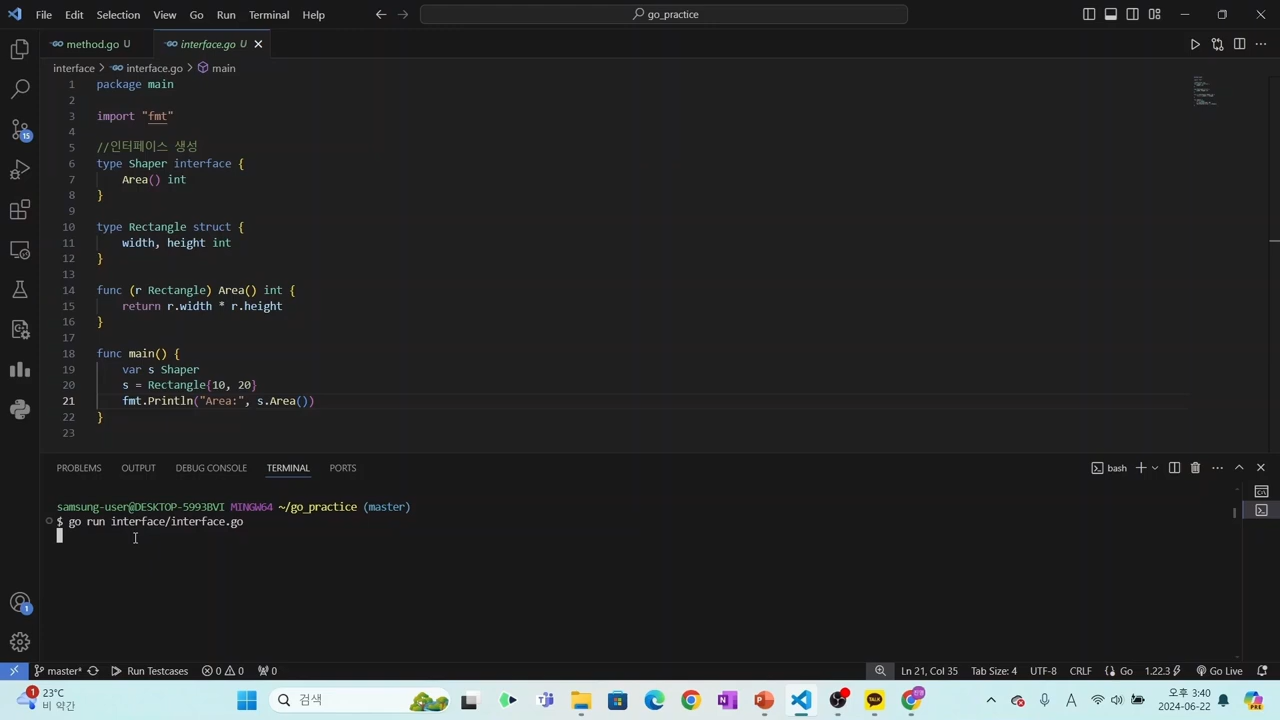 File Edit Selection View Go Run Terminal Help
go_practice
method.go U interface.go U
interface > interface.go > main
1 package main
2
3 import "fmt"
4
5 //인터페이스 생성
6 type Shaper interface {
7 Area() int
8 }
9
10 type Rectangle struct {
11 width, height int
12 }
13
14 func (r Rectangle) Area() int {
15 return r.width * r.height
16 }
17
18 func main() {
19 var s Shaper
20 s = Rectangle{10, 20}
21 fmt.Println("Area:", s.Area())
22 }
23
15
PROBLEMS OUTPUT DEBUG CONSOLE TERMINAL PORTS
bash
samsung-user@DESKTOP-5993BVI MINGW64 ~/go_practice (master)
$ go run interface/interface.go
1
master* Run Testcases 0 0 0 Ln 21, Col 35 Tab Size: 4 UTF-8 CRLF Go 1.22.3 Go Live
1 23°C
비 약간
검색
A
오후 3:40
2024-06-22
PRE